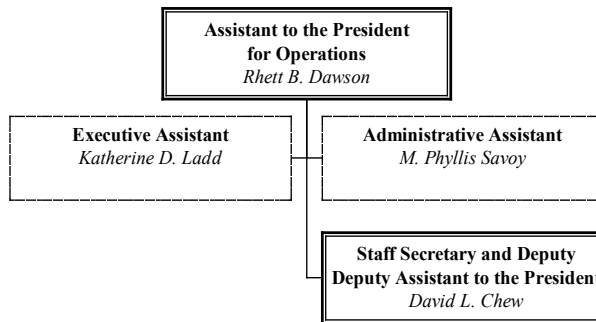 Assistant to the President
for Operations
Rhett B. Dawson
Executive Assistant
Katherine D. Ladd
Administrative Assistant
M. Phyllis Savoy
Staff Secretary and Deputy
Deputy Assistant to the President
David L. Chew